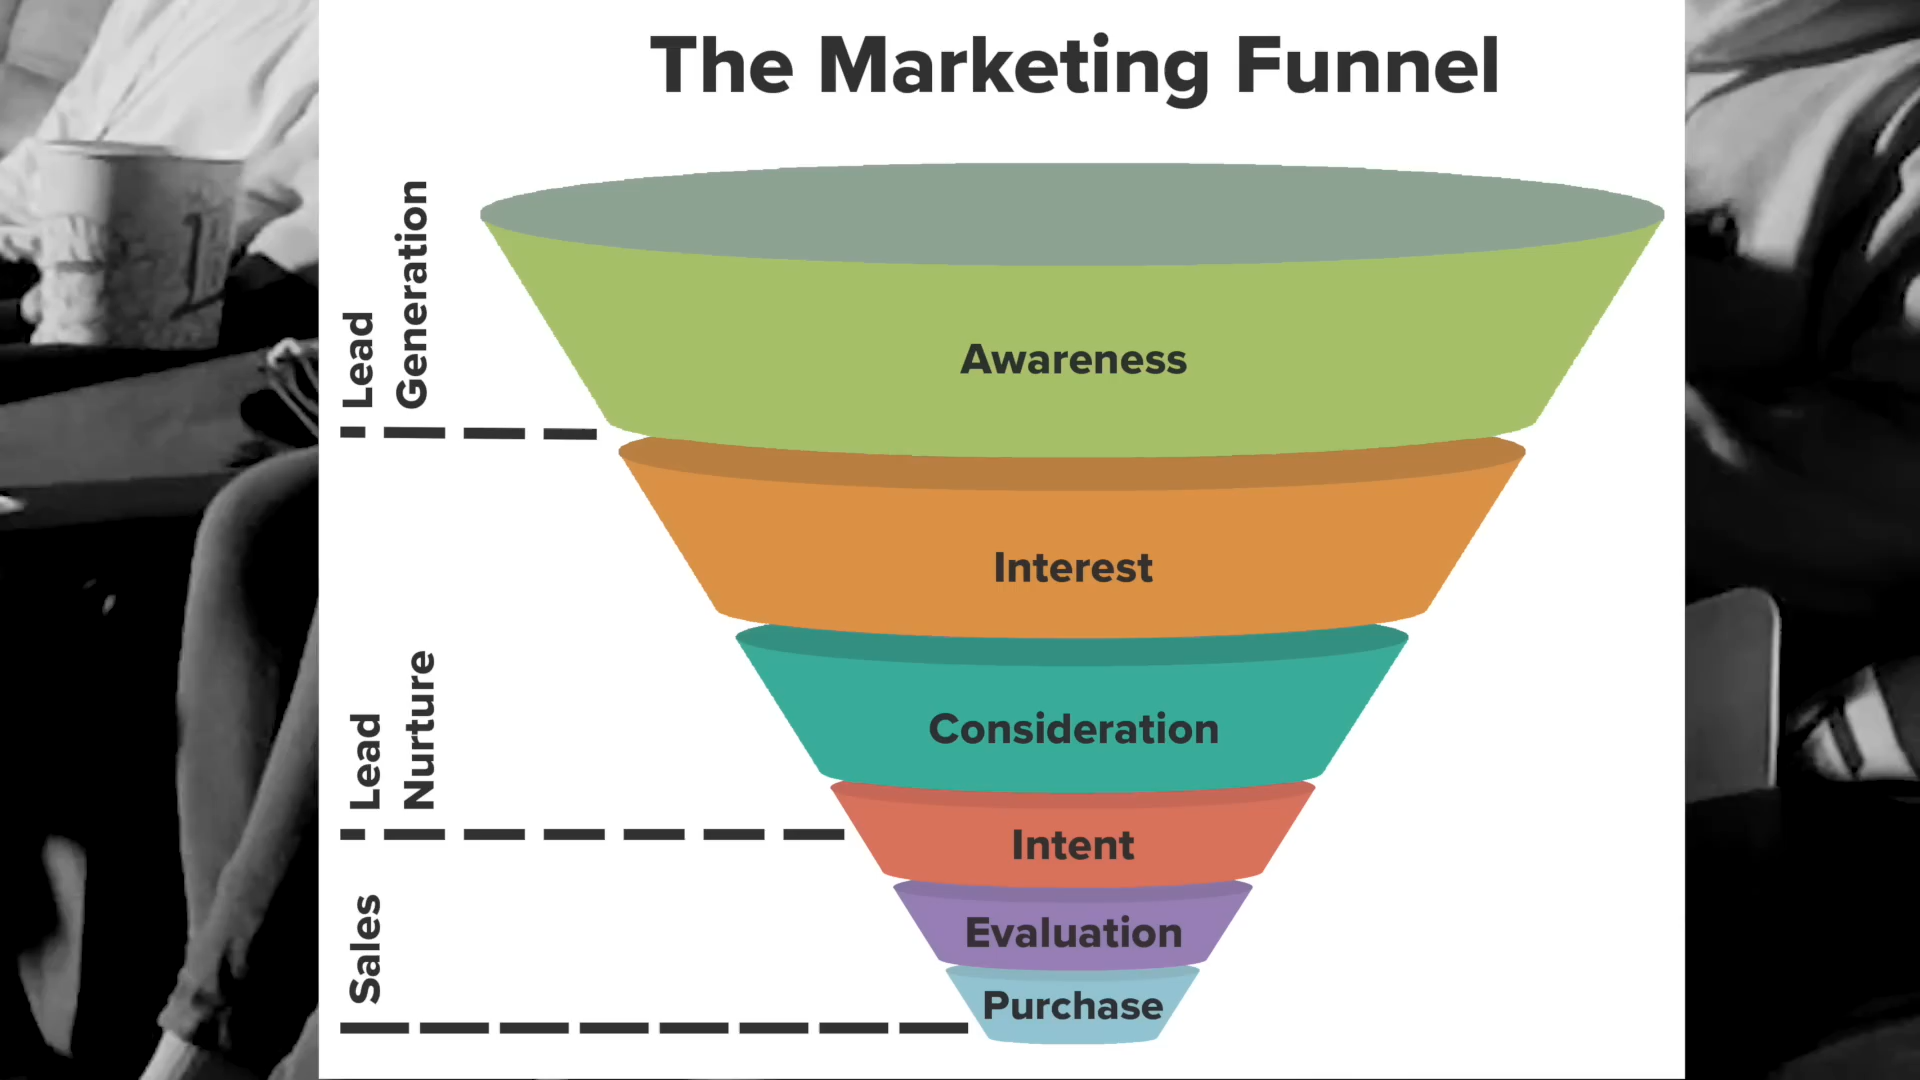 The Marketing Funnel
Lead
Generation
Awareness
Interest
Lead
Nurture
Consideration
Intent
Sales
Evaluation
Purchase